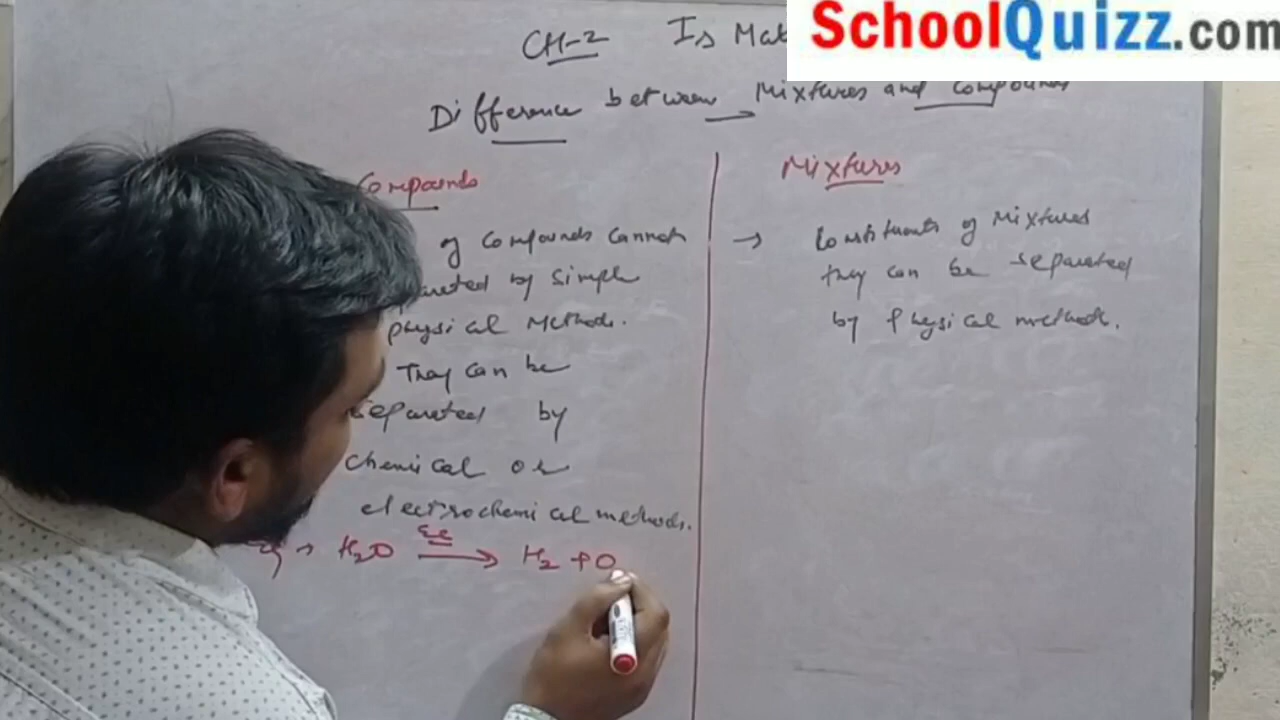 SchoolQuizz.com
CH-2 Is Mat
Difference between Mixtures and Compounds
Compounds
of compounds cannot
by simple
physical Methods.
They can be
separated by
chemical or
electrochemical methods.
Eg → H2O → H2 + O
Mixtures
→ Constituents of Mixtures
they can be separated
by physical methods.